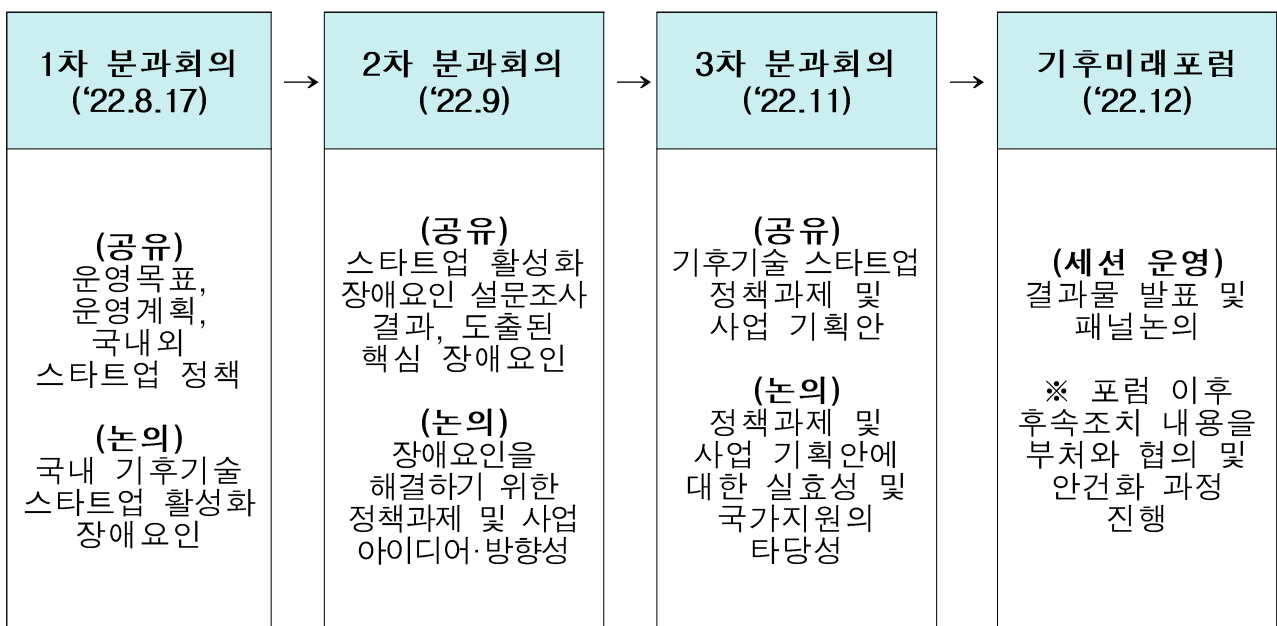 1차 분과회의
(‘22.8.17)
(공유)
운영목표,
운영계획,
국내외
스타트업 정책
(논의)
국내 기후기술
스타트업 활성화
장애요인
→
2차 분과회의
(‘22.9)
(공유)
스타트업 활성화
장애요인 설문조사
결과, 도출된
핵심 장애요인
(논의)
장애요인을
해결하기 위한
정책과제 및 사업
아이디어·방향성
→
3차 분과회의
(‘22.11)
(공유)
기후기술 스타트업
정책과제 및
사업 기획안
(논의)
정책과제 및
사업 기획안에
대한 실효성 및
국가지원의
타당성
→
기후미래포럼
(‘22.12)
(세션 운영)
결과물 발표 및
패널논의
※ 포럼 이후
후속조치 내용을
부처와 협의 및
안건화 과정
진행